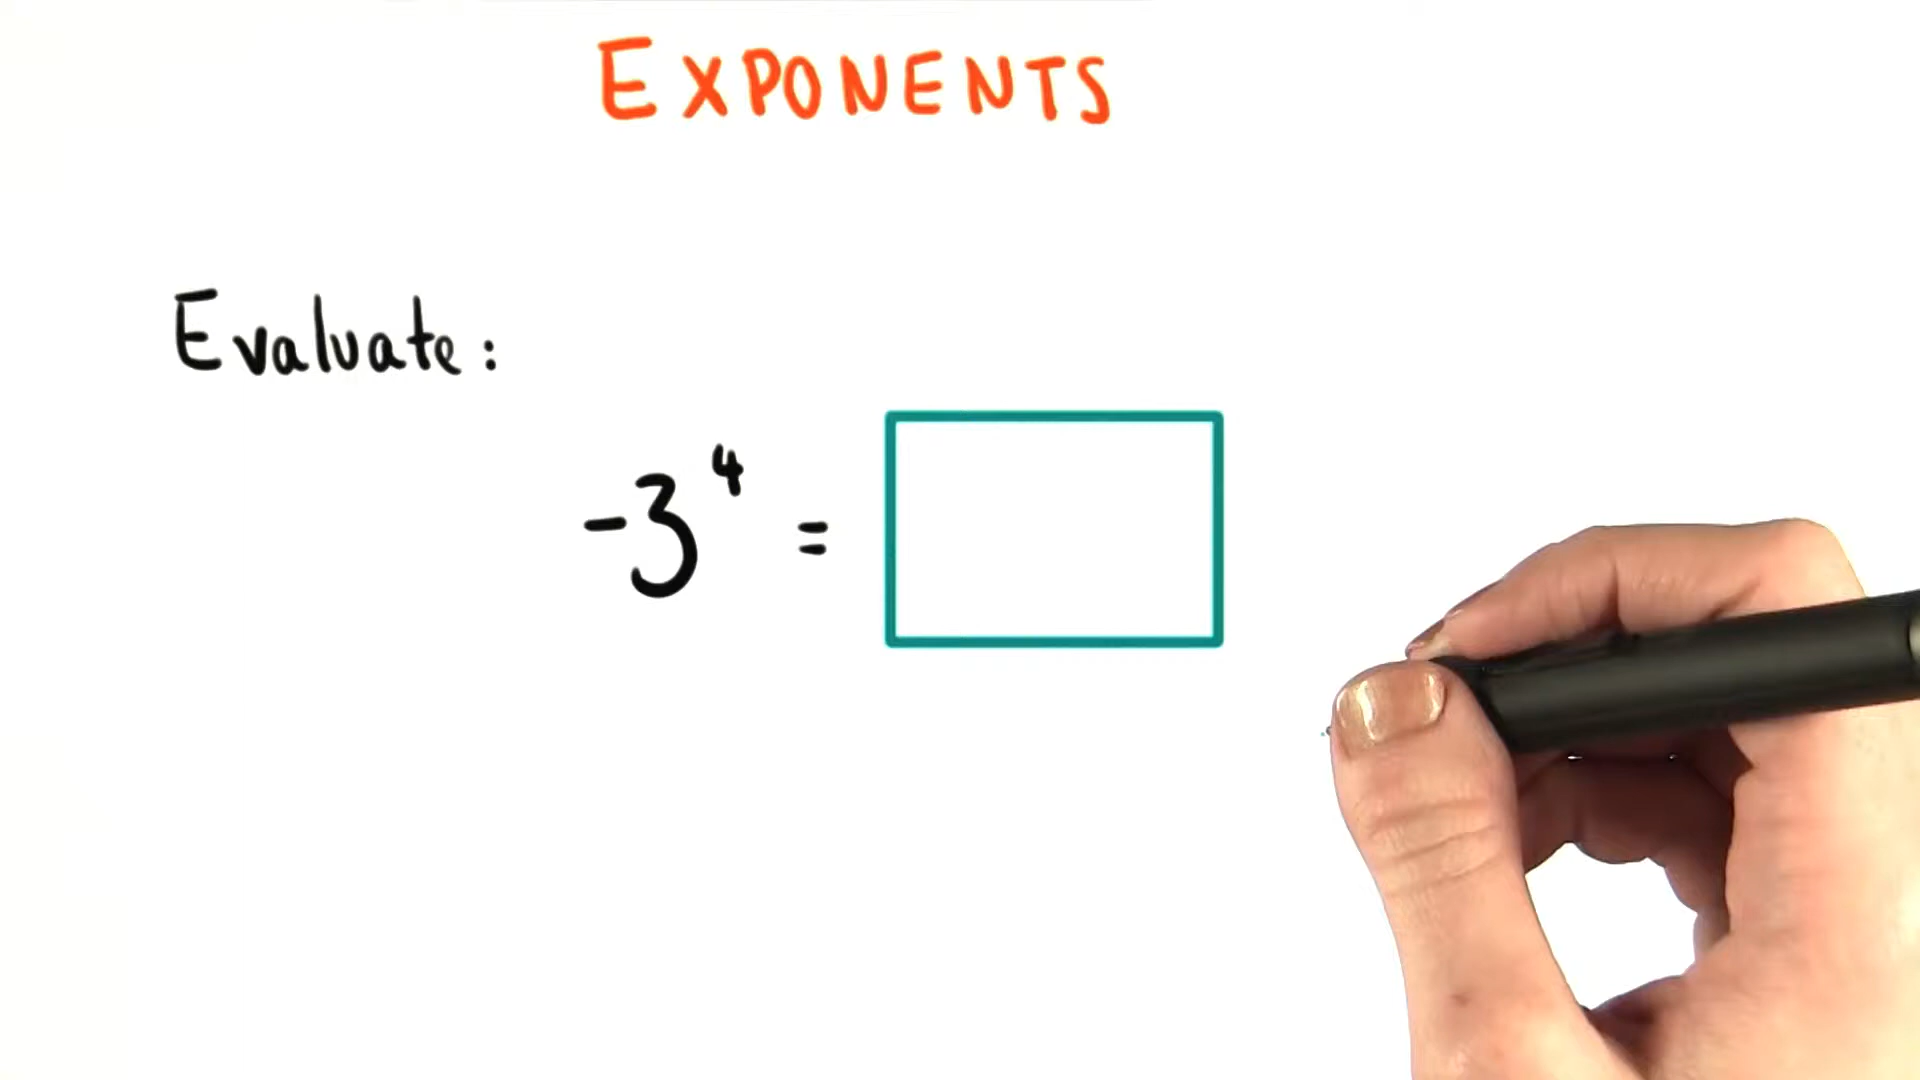 EXPONENTS
Evaluate:
-3⁴ =